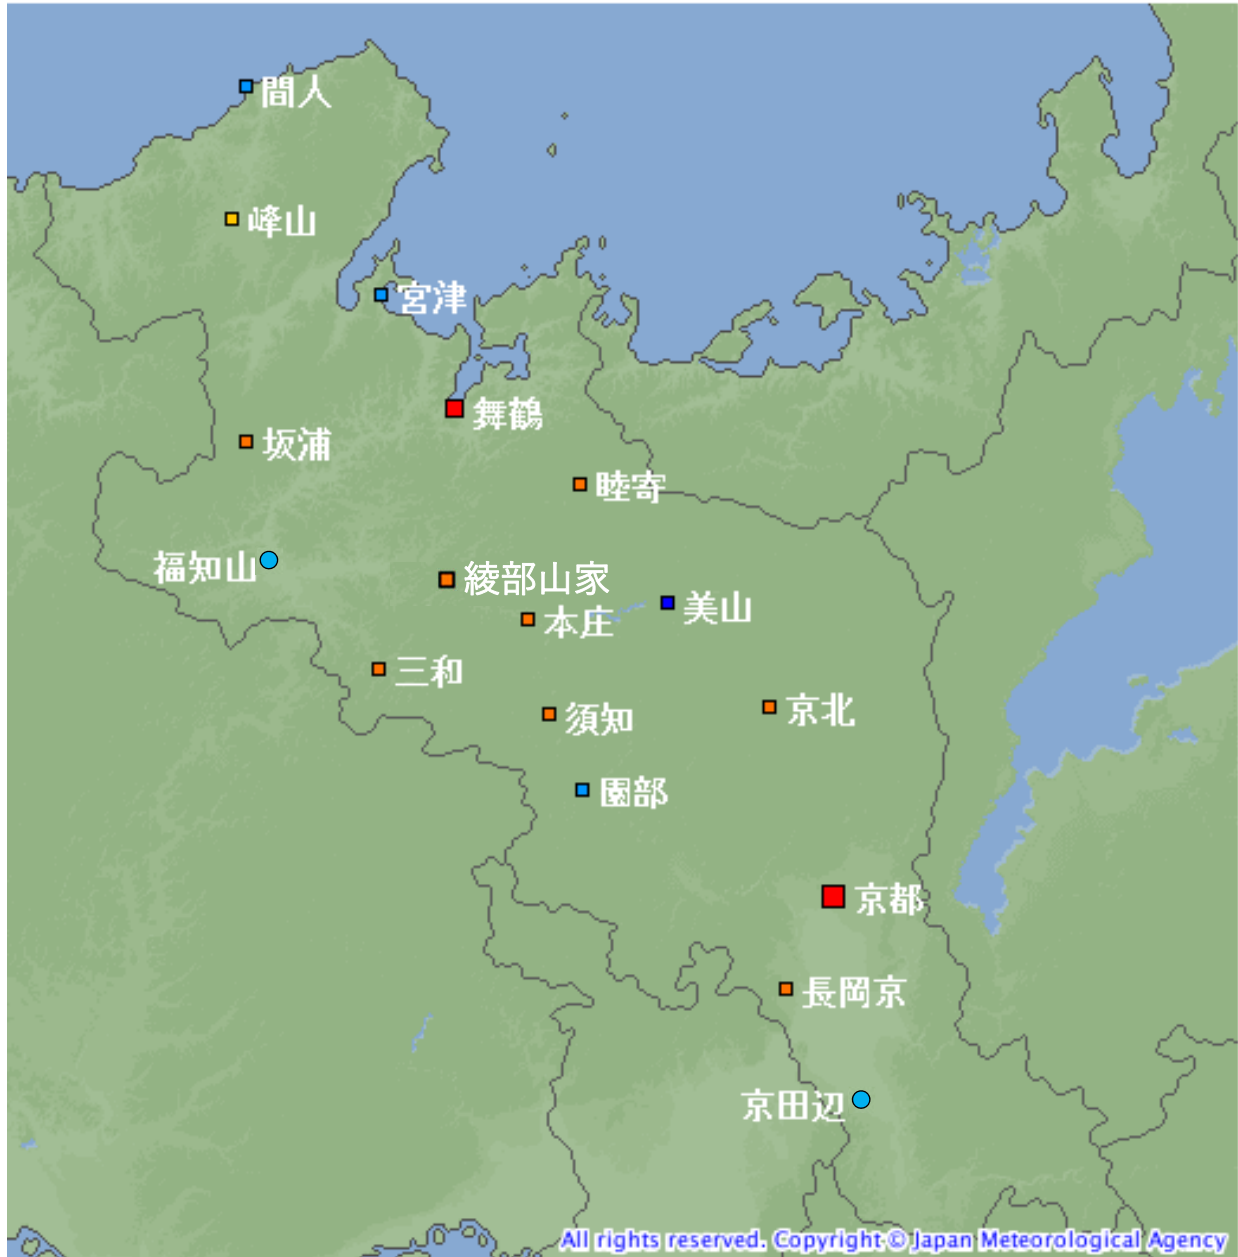 間人
峰山
宮津
舞鶴
坂浦
睦寄
福知山
綾部山家
本庄
美山
三和
須知
京北
園部
京都
長岡京
京田辺
All rights reserved. Copyright © Japan Meteorological Agency